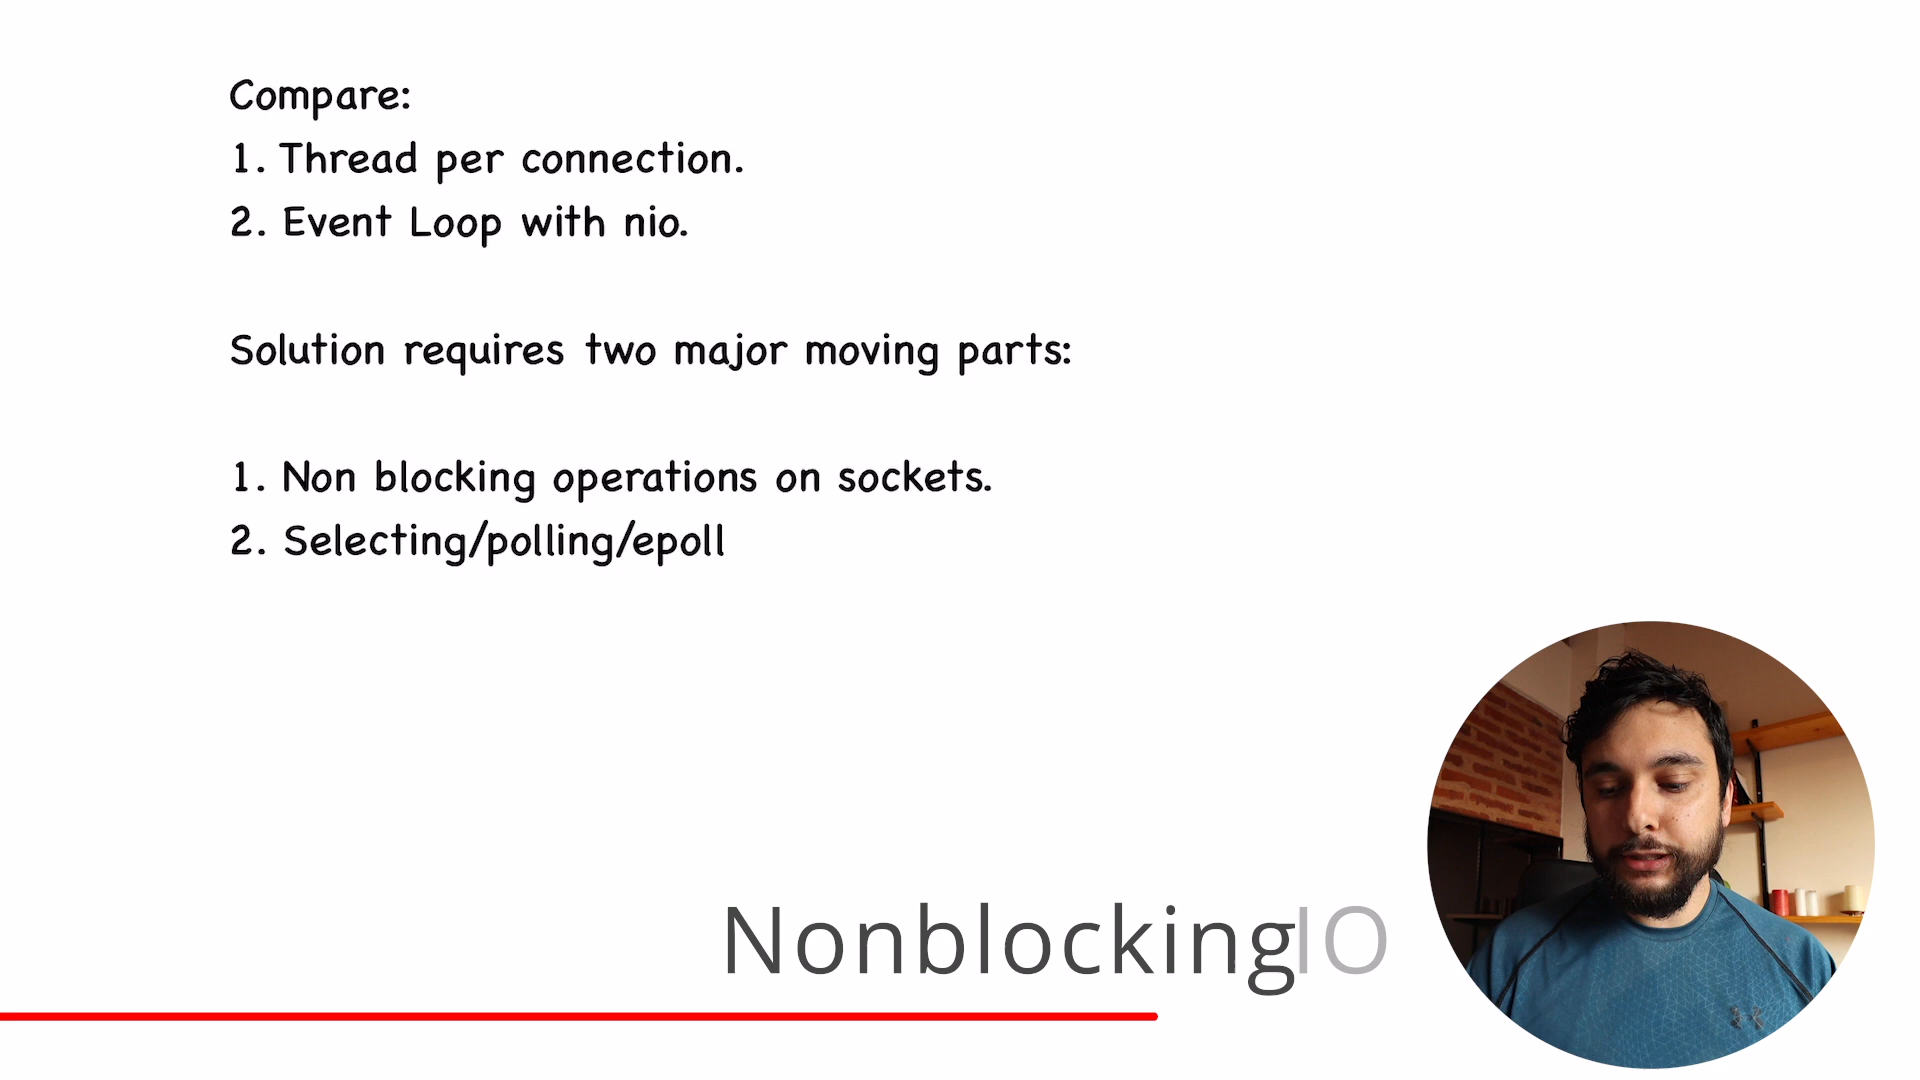 Compare:
1. Thread per connection.
2. Event Loop with nio.
Solution requires two major moving parts:
1. Non blocking operations on sockets.
2. Selecting/polling/epoll
NonblockingIO